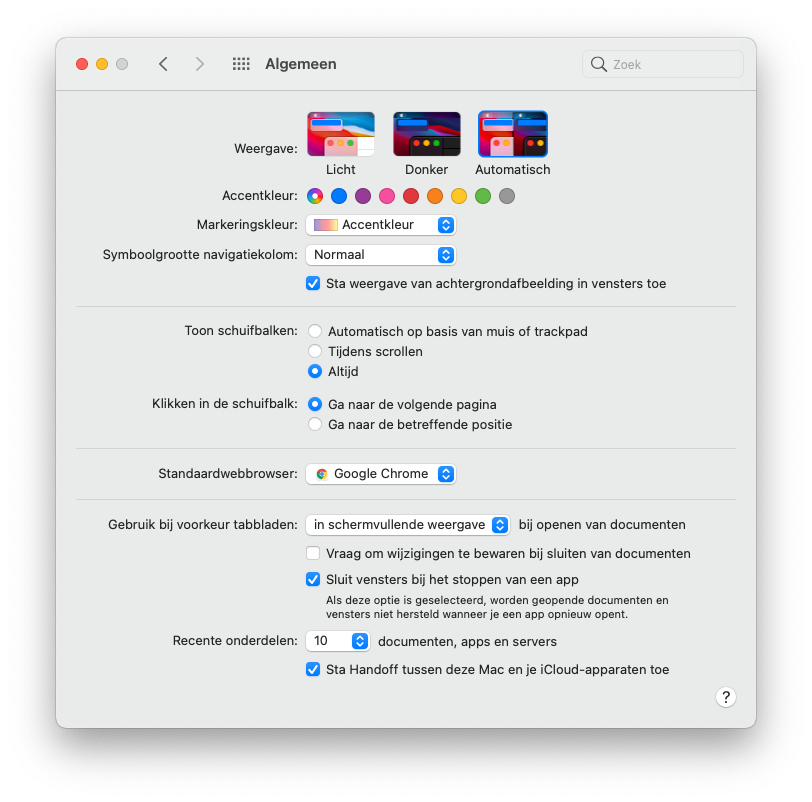 Algemeen
Zoek
Weergave:
Licht
Donker
Automatisch
Accentkleur:
Markeringskleur: Accentkleur
Symboolgrootte navigatiekolom: Normaal
Sta weergave van achtergrondafbeelding in vensters toe
Toon schuifbalken: Automatisch op basis van muis of trackpad
Tijdens scrollen
Altijd
Klikken in de schuifbalk: Ga naar de volgende pagina
Ga naar de betreffende positie
Standaardwebbrowser: Google Chrome
Gebruik bij voorkeur tabbladen: in schermvullende weergave bij openen van documenten
Vraag om wijzigingen te bewaren bij sluiten van documenten
Sluit vensters bij het stoppen van een app
Als deze optie is geselecteerd, worden geopende documenten en
vensters niet hersteld wanneer je een app opnieuw opent.
Recente onderdelen: 10 documenten, apps en servers
Sta Handoff tussen deze Mac en je iCloud-apparaten toe
?